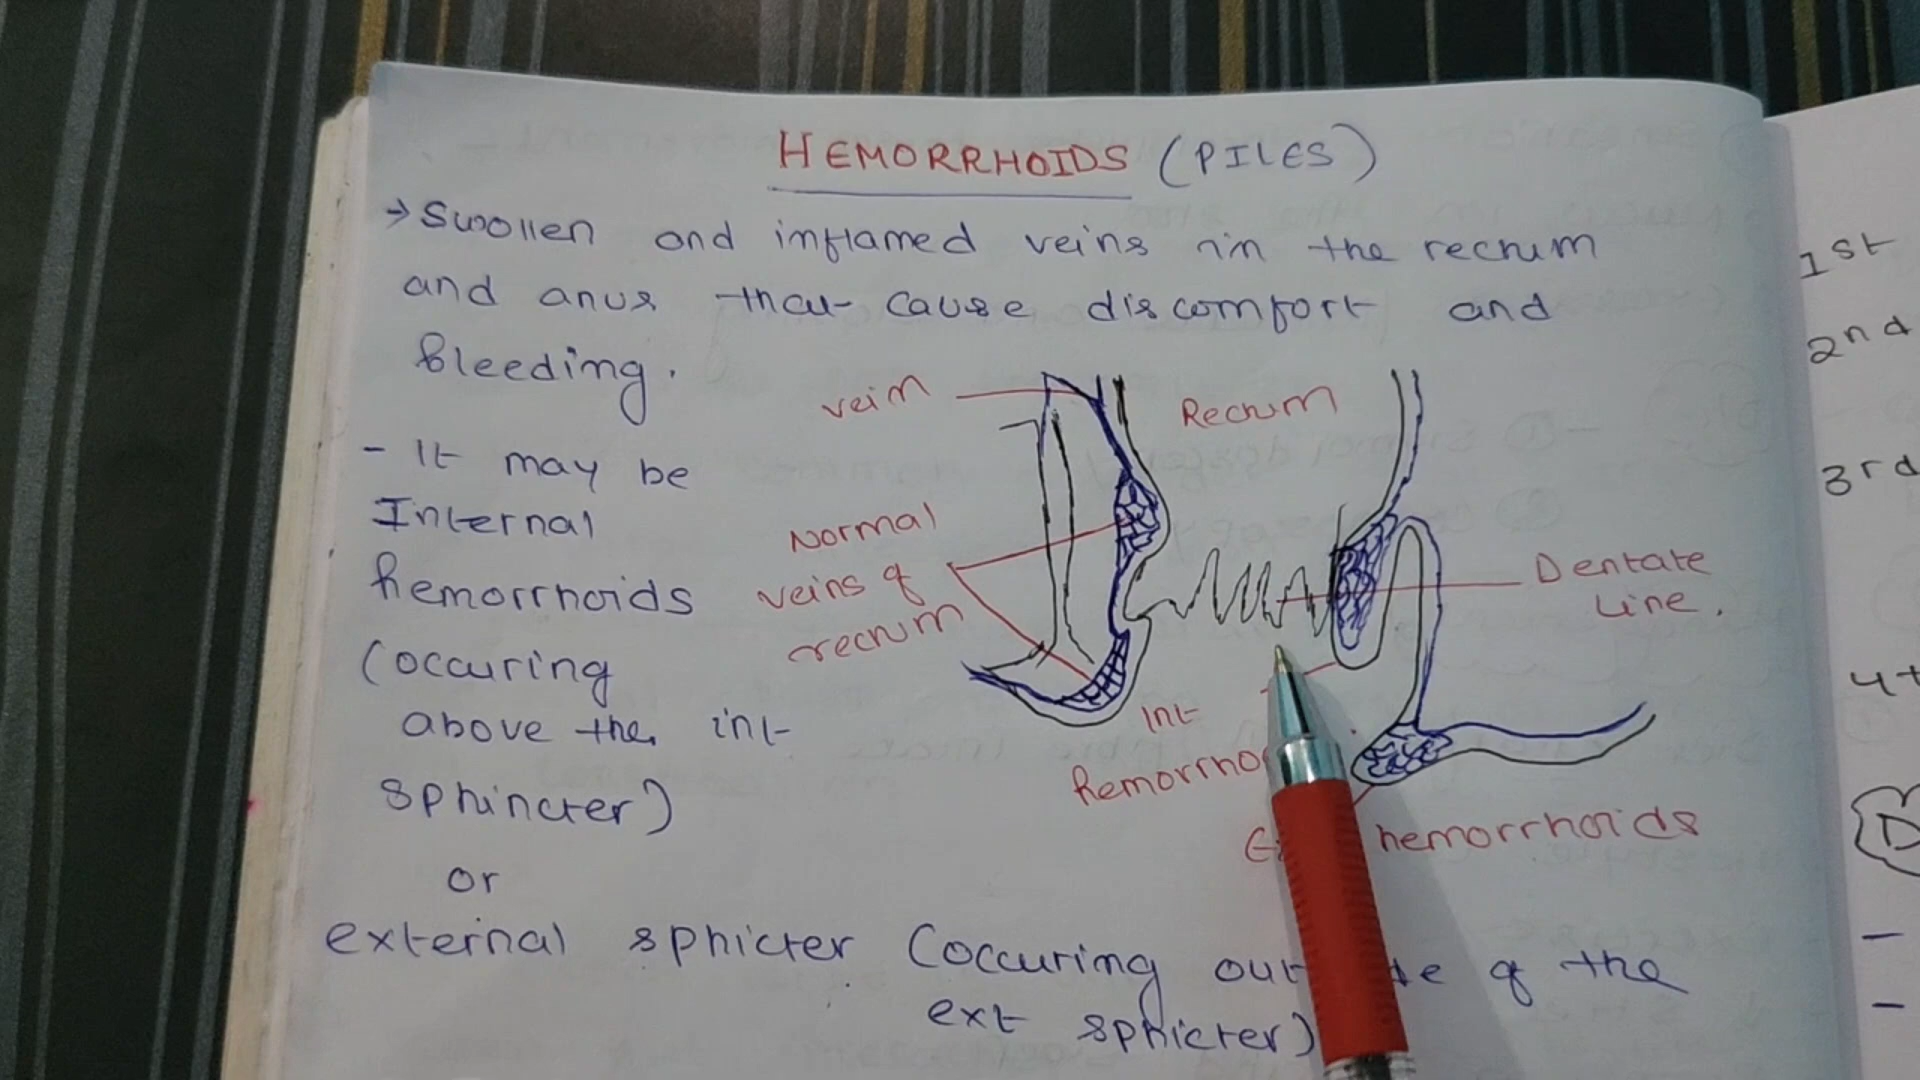 HEMORRHOIDS (PILES)
→ Swollen and inflamed veins in the rectum
and anus that cause discomfort and
bleeding.
- It may be
Internal
hemorrhoids
(occuring
above the int
sphincter)
or
external sphicter (occuring out de of the
ext sphicter)
vein
Rectum
Normal
veins of
rectum
Dentate
line.
Int
hemorrho
hemorrhoids
1st
2nd
3rd
4t
D
-
-